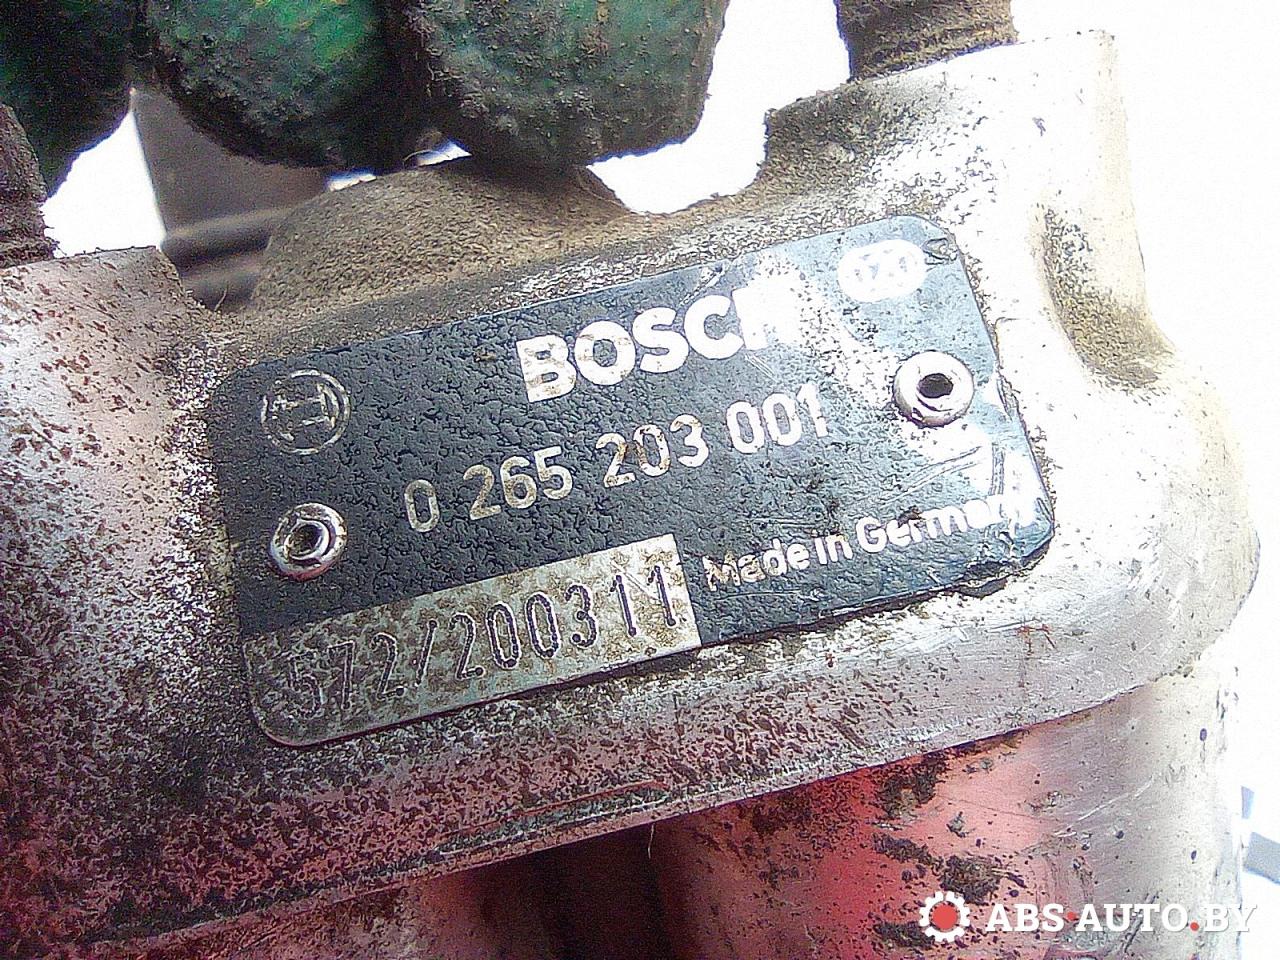 BOSCH
0 265 203 001
Made in Germany
572/200311
ABS-AUTO.BY